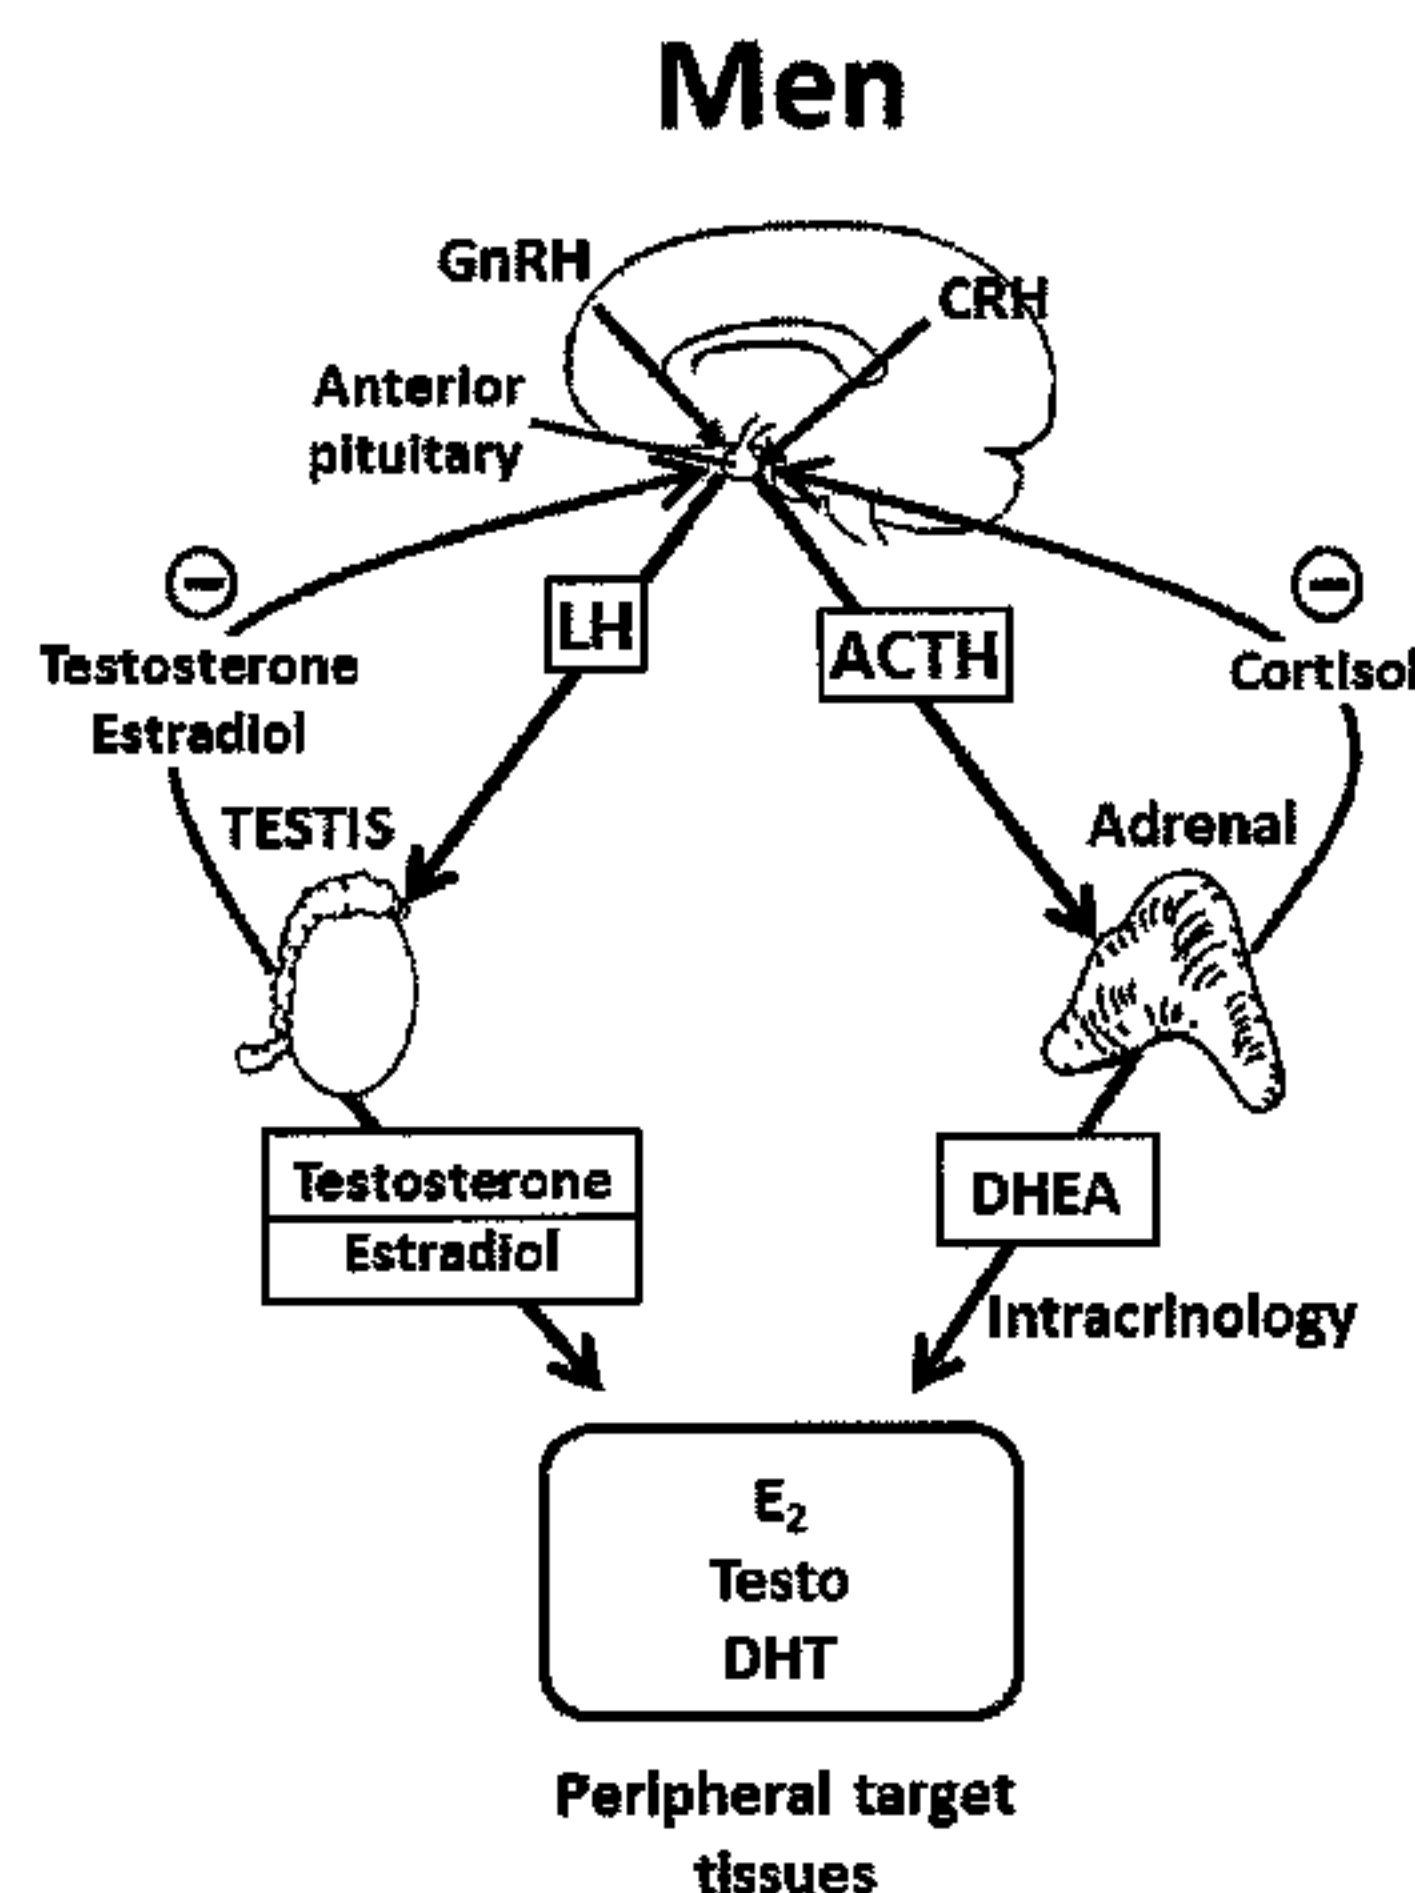 Men
GnRH
CRH
Anterior
pituitary
LH
ACTH
Testosterone
Estradiol
Cortisol
TESTIS
Adrenal
Testosterone
Estradiol
DHEA
Intracrinology
E₂
Testo
DHT
Peripheral target
tissues